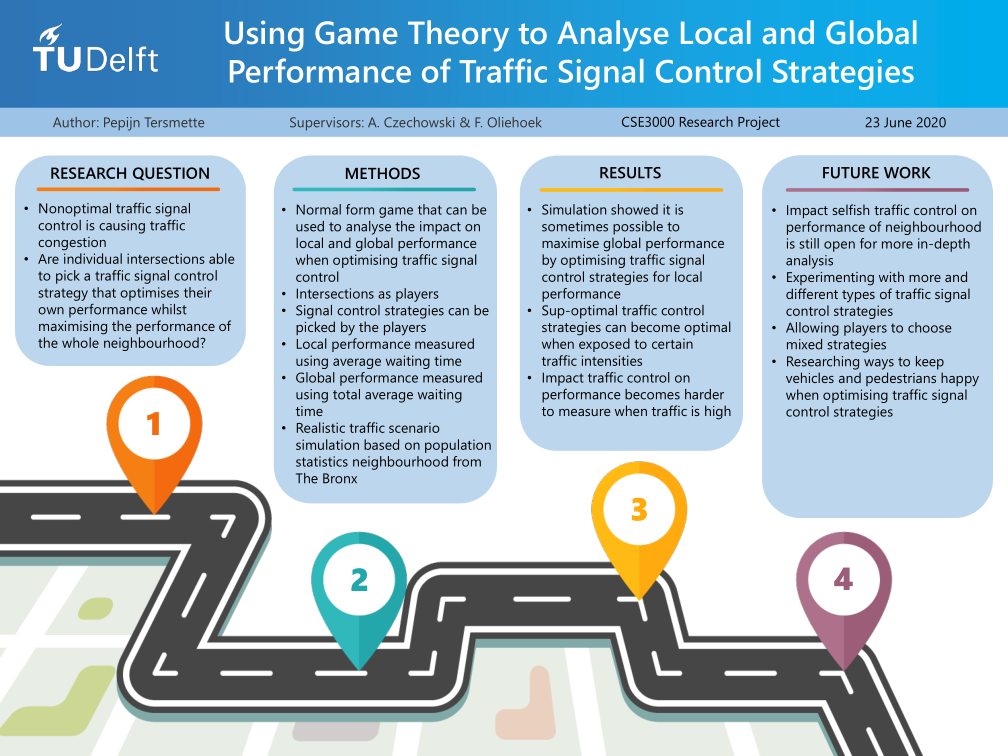 TUDelft
Using Game Theory to Analyse Local and Global
Performance of Traffic Signal Control Strategies
Author: Pepijn Tersmette
Supervisors: A. Czechowski & F. Oliehoek
CSE3000 Research Project
23 June 2020
RESEARCH QUESTION
• Nonoptimal traffic signal
control is causing traffic
congestion
• Are individual intersections able
to pick a traffic signal control
strategy that optimises their
own performance whilst
maximising the performance of
the whole neighbourhood?
METHODS
• Normal form game that can be
used to analyse the impact on
local and global performance
when optimising traffic signal
control
• Intersections as players
• Signal control strategies can be
picked by the players
• Local performance measured
using average waiting time
• Global performance measured
using total average waiting
time
• Realistic traffic scenario
simulation based on population
statistics neighbourhood from
The Bronx
RESULTS
• Simulation showed it is
sometimes possible to
maximise global performance
by optimising traffic signal
control strategies for local
performance
• Sup-optimal traffic control
strategies can become optimal
when exposed to certain
traffic intensities
• Impact traffic control on
performance becomes harder
to measure when traffic is high
FUTURE WORK
• Impact selfish traffic control on
performance of neighbourhood
is still open for more in-depth
analysis
• Experimenting with more and
different types of traffic signal
control strategies
• Allowing players to choose
mixed strategies
• Researching ways to keep
vehicles and pedestrians happy
when optimising traffic signal
control strategies
1
2
3
4